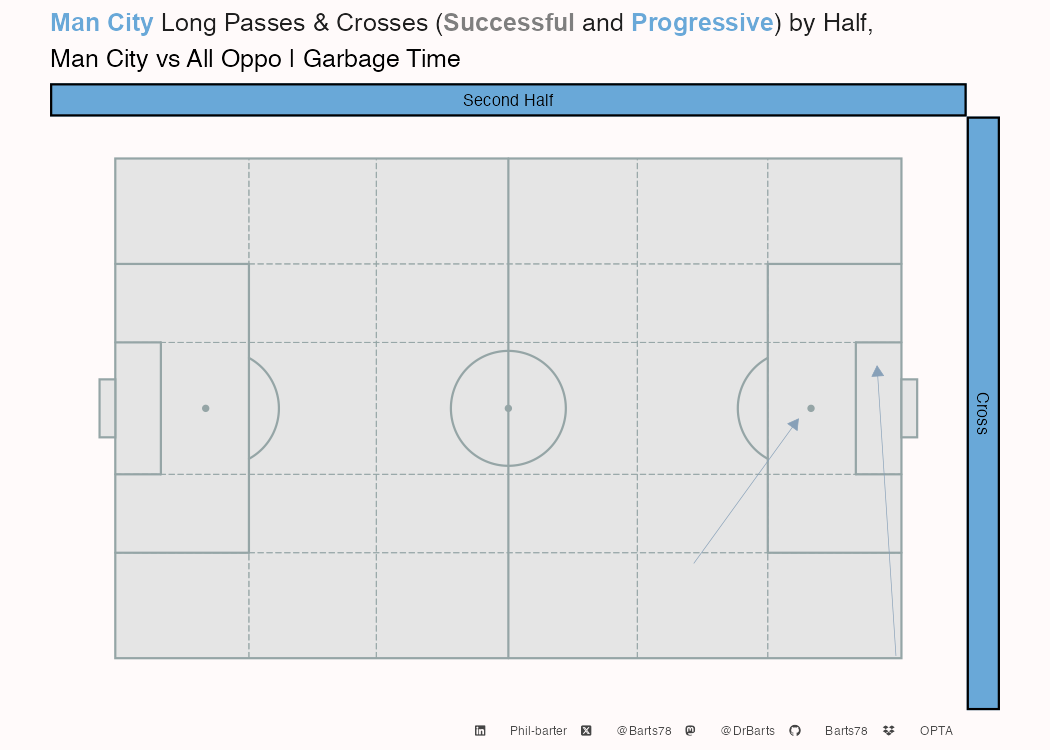 Man City Long Passes & Crosses (Successful and Progressive) by Half,
Man City vs All Oppo | Garbage Time
Second Half
Cross
Phil-barter @Barts78 @DrBarts Barts78 OPTA